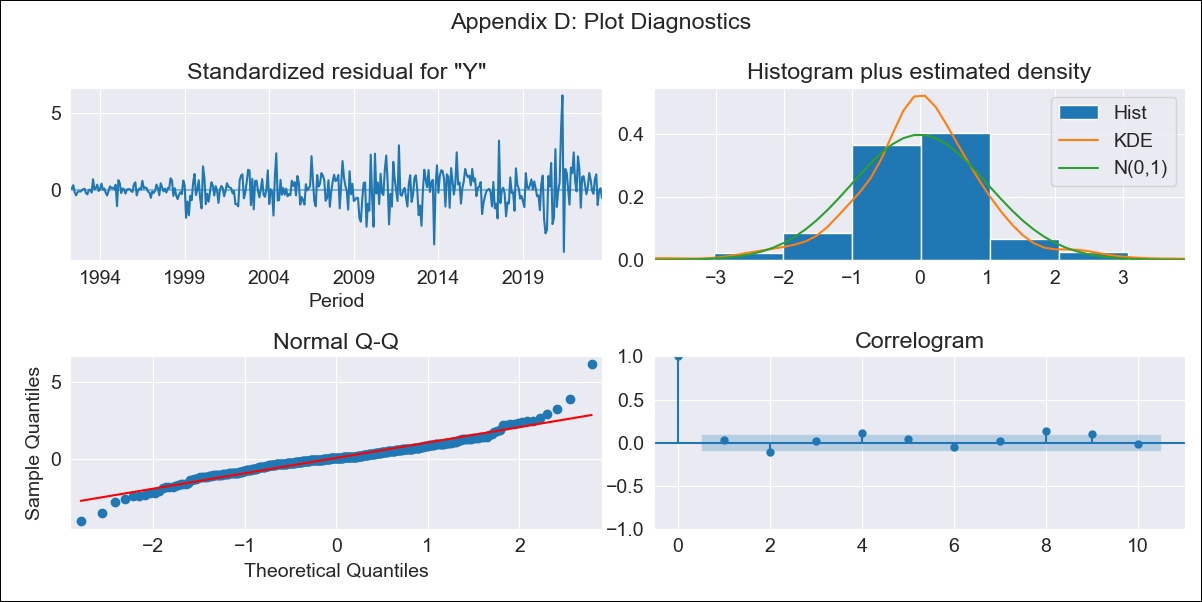 Appendix D: Plot Diagnostics
Standardized residual for "Y"
5
0
1994 1999 2004 2009 2014 2019
Period
Histogram plus estimated density
Hist
KDE
N(0,1)
0.4
0.2
0.0
−3 −2 −1 0 1 2 3
Normal Q-Q
Sample Quantiles
5
0
−2 −1 0 1 2
Theoretical Quantiles
Correlogram
1.0
0.5
0.0
−0.5
−1.0
0 2 4 6 8 10